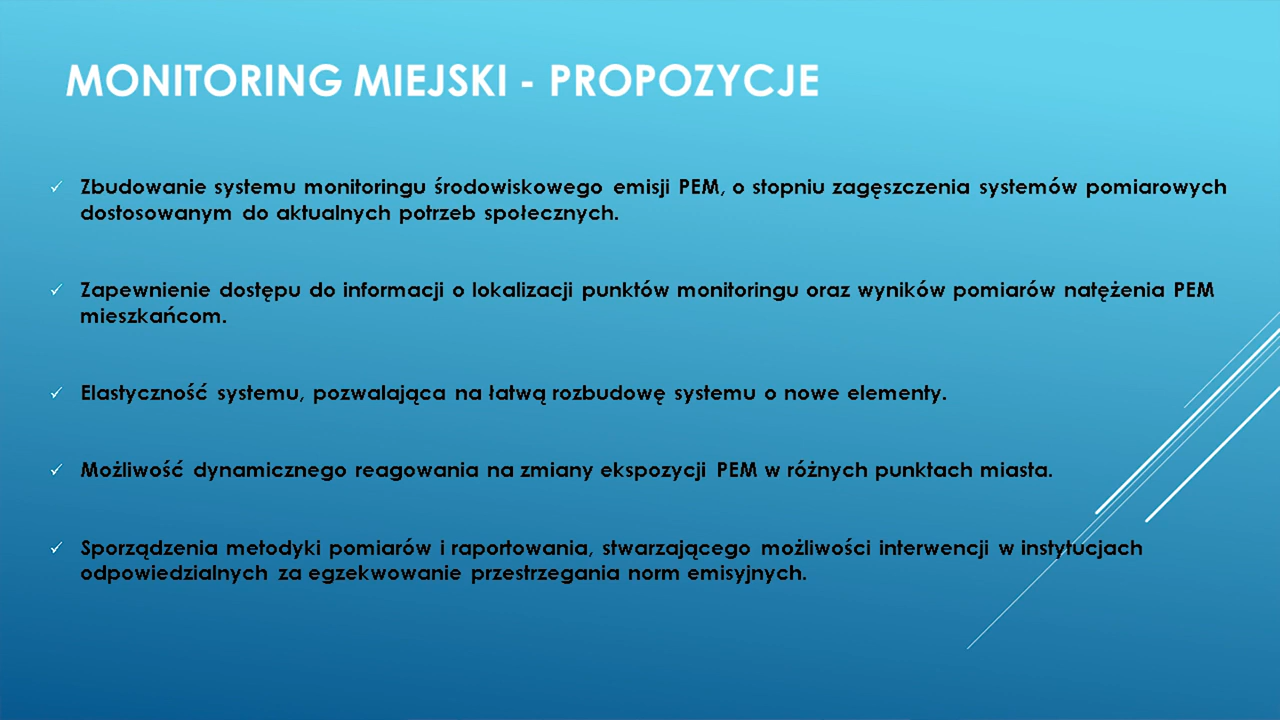 MONITORING MIEJSKI - PROPOZYCJE
Zbudowanie systemu monitoringu środowiskowego emisji PEM, o stopniu zagęszczenia systemów pomiarowych
dostosowanym do aktualnych potrzeb społecznych.
Zapewnienie dostępu do informacji o lokalizacji punktów monitoringu oraz wyników pomiarów natężenia PEM
mieszkańcom.
Elastyczność systemu, pozwalająca na łatwą rozbudowę systemu o nowe elementy.
Możliwość dynamicznego reagowania na zmiany ekspozycji PEM w różnych punktach miasta.
Sporządzenia metodyki pomiarów i raportowania, stwarzającego możliwości interwencji w instytucjach
odpowiedzialnych za egzekwowanie przestrzegania norm emisyjnych.